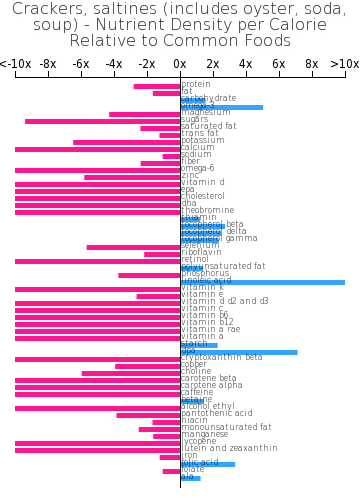 Crackers, saltines (includes oyster, soda,
soup) - Nutrient Density per Calorie
Relative to Common Foods
<-10x -8x -6x -4x -2x 0x 2x 4x 6x 8x >10x
protein
fat
carbohydrate
omega-3
magnesium
sugars
saturated fat
trans fat
potassium
calcium
sodium
fiber
omega-6
zinc
vitamin d
epa
cholesterol
dha
theobromine
thiamin
tocopherol beta
tocopherol delta
tocopherol gamma
selenium
riboflavin
retinol
polyunsaturated fat
phosphorus
linoleic acid
vitamin k
vitamin e
vitamin d d2 and d3
vitamin c
vitamin b6
vitamin b12
vitamin a rae
vitamin a
starch
dpa
cryptoxanthin beta
copper
choline
carotene beta
carotene alpha
caffeine
betaine
alcohol ethyl
pantothenic acid
niacin
monounsaturated fat
manganese
lycopene
lutein and zeaxanthin
iron
folic acid
folate
ala